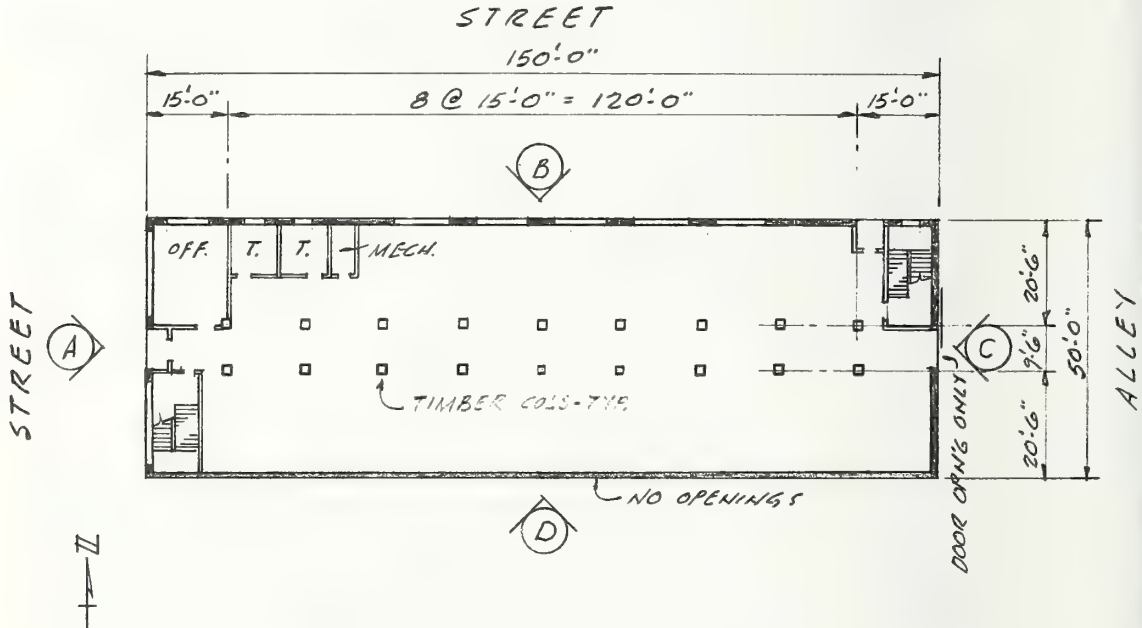 STREET
150'-0"
15'-0"
8 @ 15'-0" = 120'-0"
15'-0"
B
OFF.
T.
T.
MECH.
20'-6"
STREET
A
C
9'-6"
50'-0"
ALLEY
TIMBER COLS-TYP.
20'-6"
DOOR OPN'G ONLY
NO OPENINGS
D
N